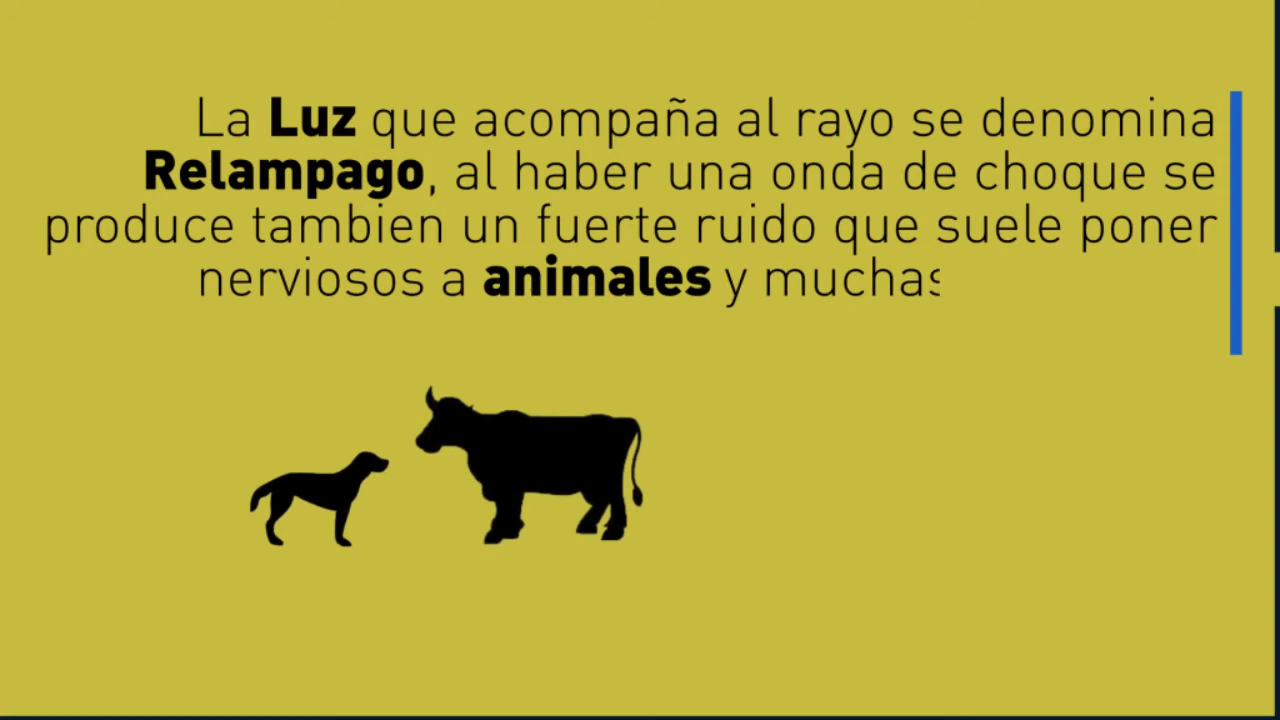 La Luz que acompaña al rayo se denomina
Relampago, al haber una onda de choque se
produce tambien un fuerte ruido que suele poner
nerviosos a animales y muchas